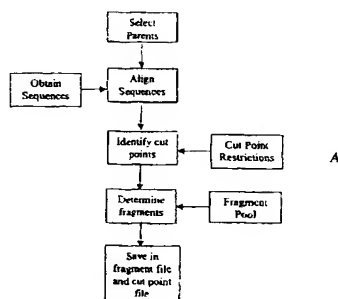 Select
Parents
Obtain
Sequences
Align
Sequences
Identify cut
points
Cut Point
Restrictions
A
Determine
fragments
Fragment
Pool
Save in
fragment file
and cut point
file